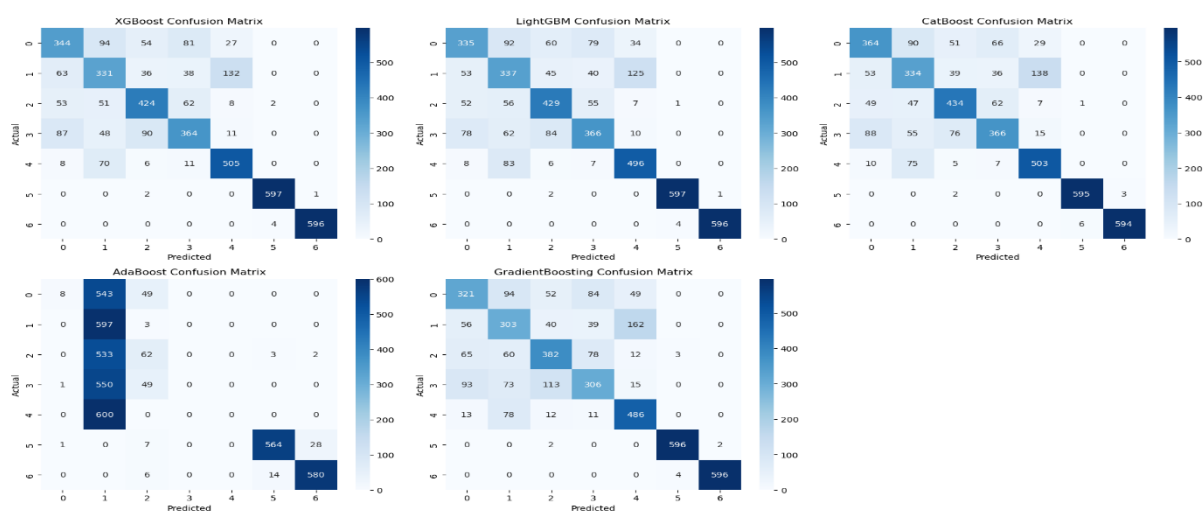 XGBoost Confusion Matrix
Actual
0 344 94 54 81 27 0 0
1 63 331 36 38 132 0 0
2 53 51 424 62 8 2 0
3 87 48 90 364 11 0 0
4 8 70 6 11 505 0 0
5 0 0 2 0 0 597 1
6 0 0 0 0 0 4 596
0 1 2 3 4 5 6
Predicted
500
400
300
200
100
0
LightGBM Confusion Matrix
Actual
0 335 92 60 79 34 0 0
1 53 337 45 40 125 0 0
2 52 56 429 55 7 1 0
3 78 62 84 366 10 0 0
4 8 83 6 7 496 0 0
5 0 0 2 0 0 597 1
6 0 0 0 0 0 4 596
0 1 2 3 4 5 6
Predicted
500
400
300
200
100
0
CatBoost Confusion Matrix
Actual
0 364 90 51 66 29 0 0
1 53 334 39 36 138 0 0
2 49 47 434 62 7 1 0
3 88 55 76 366 15 0 0
4 10 75 5 7 503 0 0
5 0 0 2 0 0 595 3
6 0 0 0 0 0 6 594
0 1 2 3 4 5 6
Predicted
500
400
300
200
100
0
AdaBoost Confusion Matrix
Actual
0 8 543 49 0 0 0 0
1 0 597 3 0 0 0 0
2 0 533 62 0 0 3 2
3 1 550 49 0 0 0 0
4 0 600 0 0 0 0 0
5 1 0 7 0 0 564 28
6 0 0 6 0 0 14 580
0 1 2 3 4 5 6
Predicted
600
500
400
300
200
100
0
GradientBoosting Confusion Matrix
Actual
0 321 94 52 84 49 0 0
1 56 303 40 39 162 0 0
2 65 60 382 78 12 3 0
3 93 73 113 306 15 0 0
4 13 78 12 11 486 0 0
5 0 0 2 0 0 596 2
6 0 0 0 0 0 4 596
0 1 2 3 4 5 6
Predicted
500
400
300
200
100
0